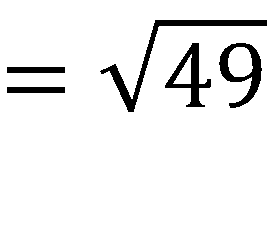 = √49